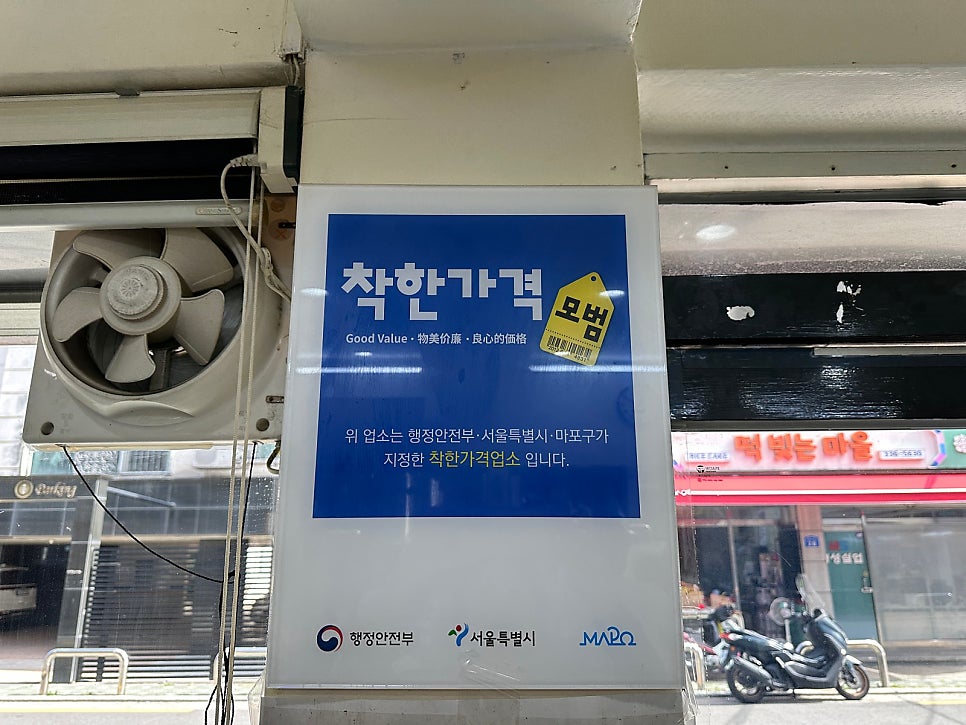 착한가격
모범
Good Value · 物美价廉 · 良心的価格
위 업소는 행정안전부·서울특별시·마포구가
지정한 착한가격업소 입니다.
행정안전부
서울특별시
MAPO
Parking
떡 빚는 마을
336-5630